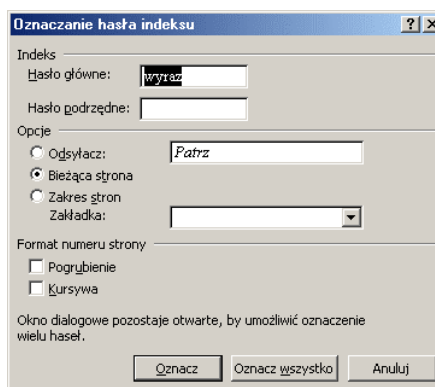 Oznaczanie hasła indeksu
Indeks
Hasło główne: wyraz
Hasło podrzędne:
Opcje
Odsyłacz: Patrz
Bieżąca strona
Zakres stron
Zakładka:
Format numeru strony
Pogrubienie
Kursywa
Okno dialogowe pozostaje otwarte, by umożliwić oznaczenie
wielu haseł.
Oznacz Oznacz wszystko Anuluj